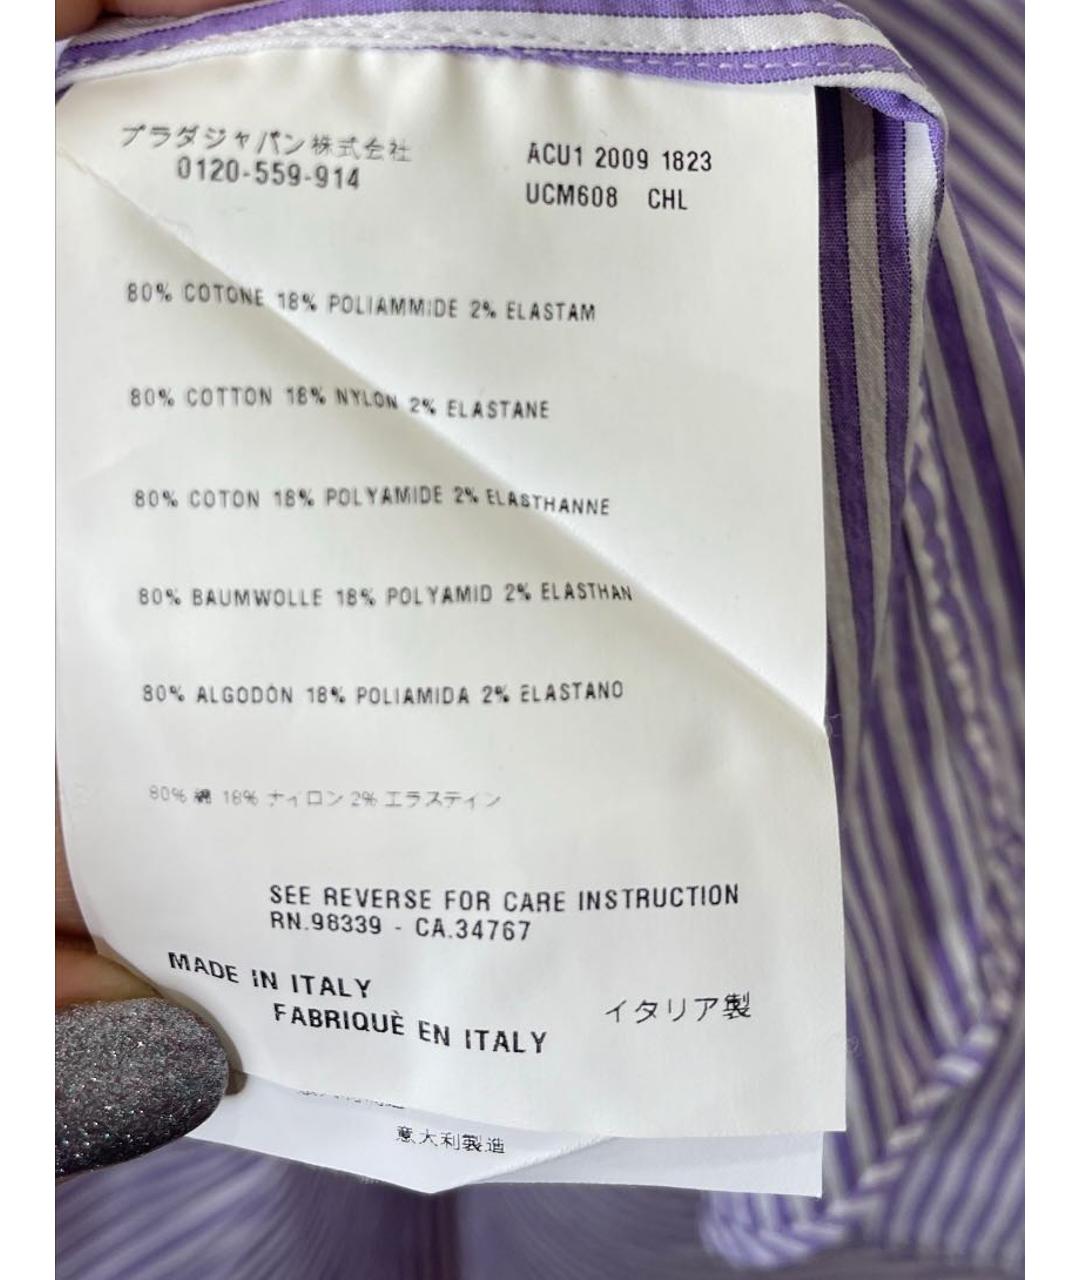 プラダジャパン株式会社
0120-559-914
ACU1 2009 1823
UCM608 CHL
80% COTONE 18% POLIAMMIDE 2% ELASTAM
80% COTTON 18% NYLON 2% ELASTANE
80% COTON 18% POLYAMIDE 2% ELASTHANNE
80% BAUMWOLLE 18% POLYAMID 2% ELASTHAN
80% ALGODÓN 18% POLIAMIDA 2% ELASTANO
80% 綿 18% ナイロン 2% エラスティン
SEE REVERSE FOR CARE INSTRUCTION
RN.98339 - CA.34767
MADE IN ITALY
FABRIQUÈ EN ITALY
イタリア製
意大利製造